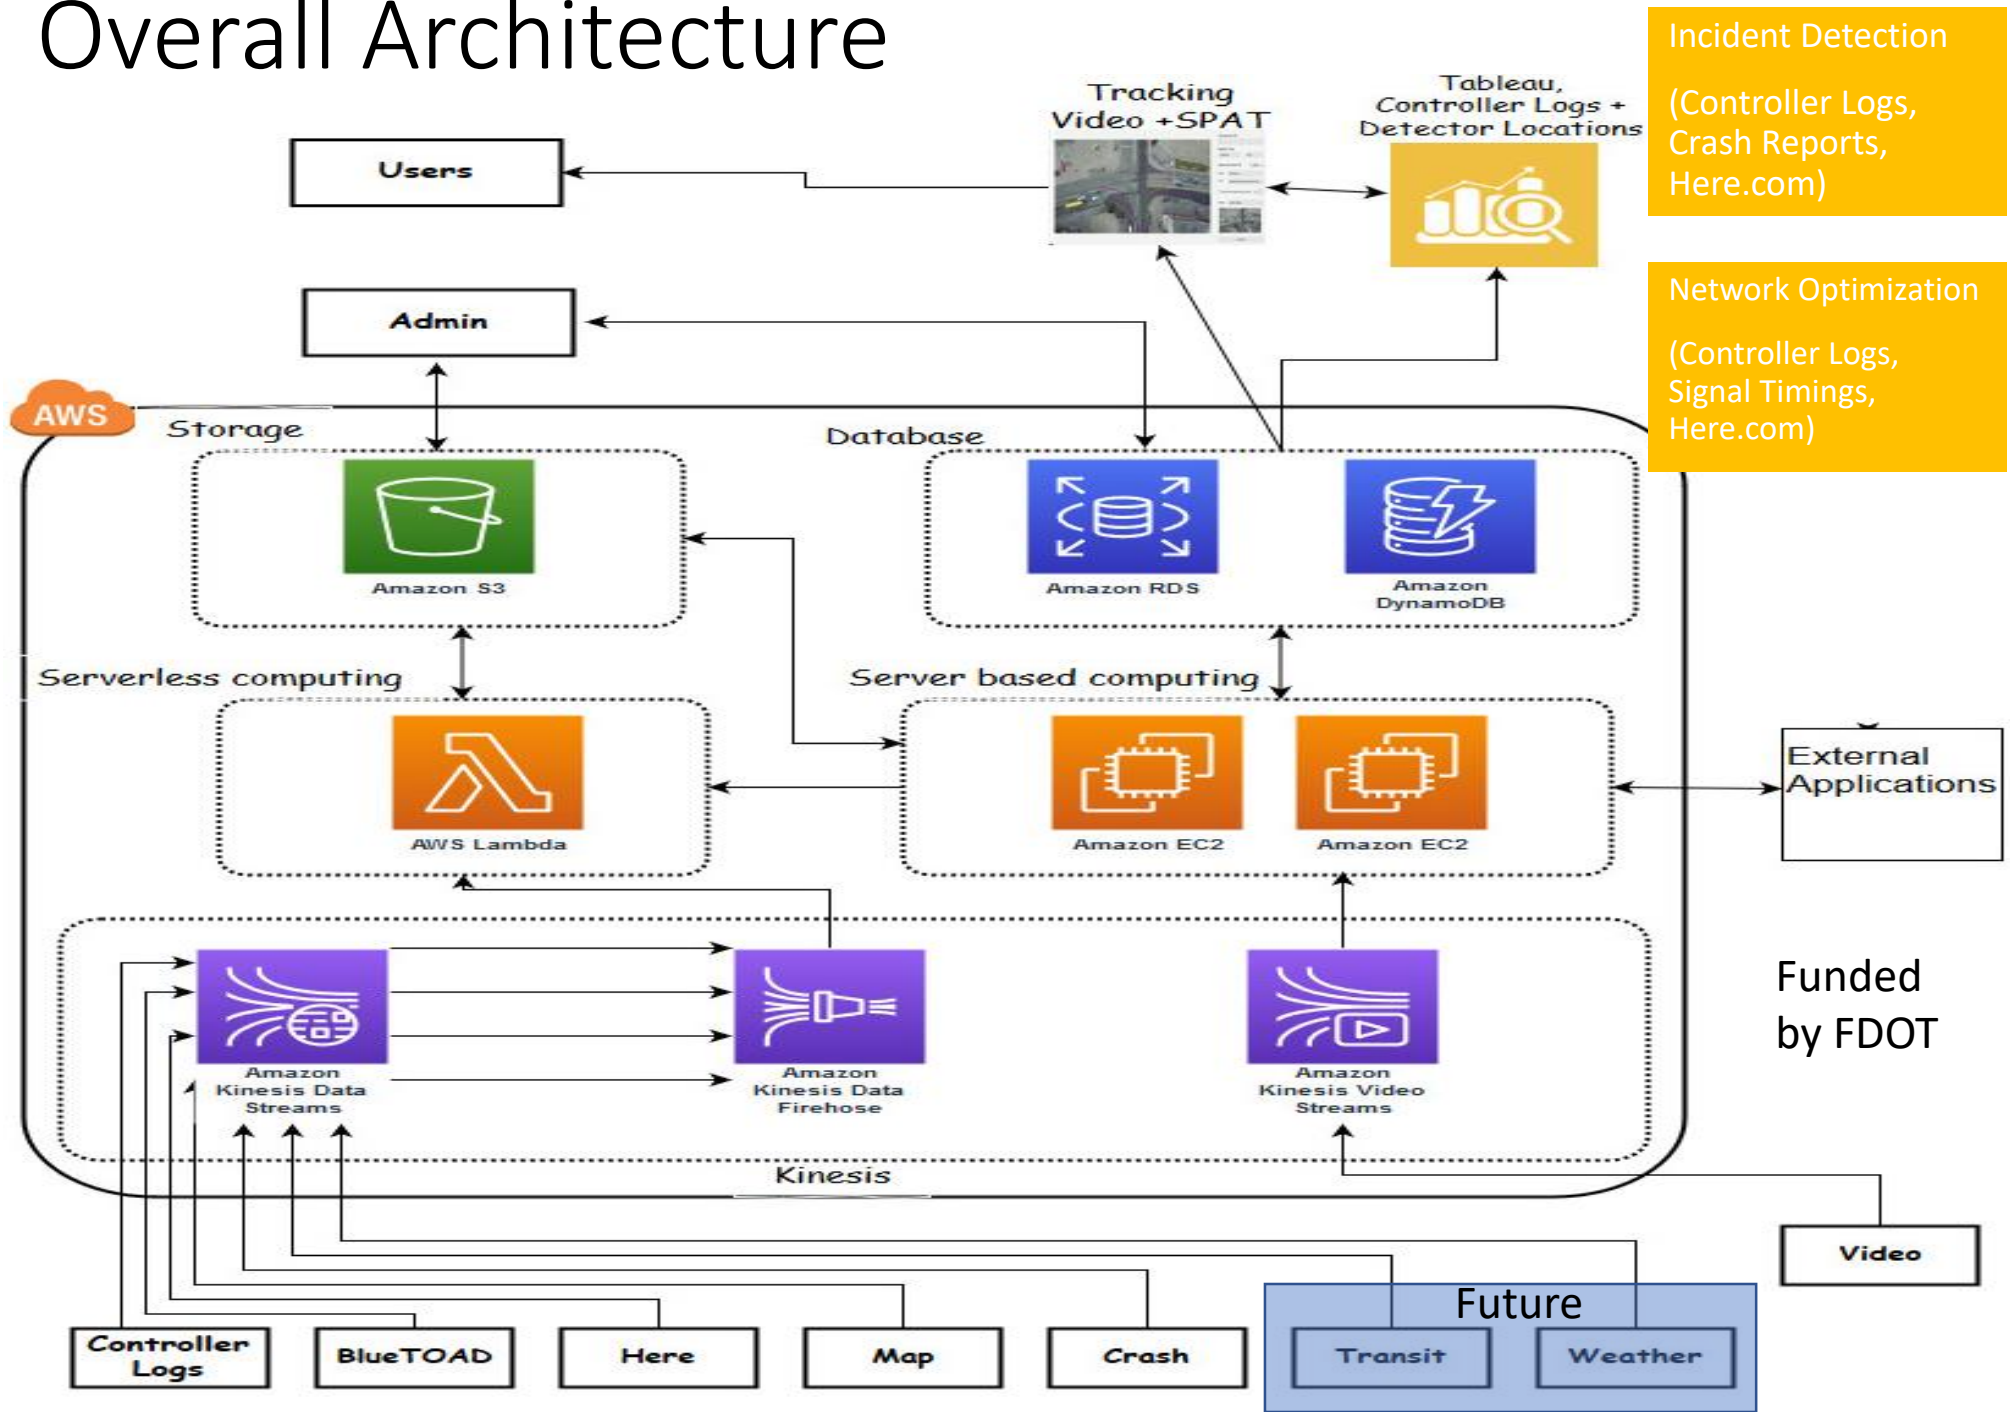 Overall Architecture
Incident Detection
(Controller Logs,
Crash Reports,
Here.com)
Tracking
Video +SPAT
Tableau,
Controller Logs +
Detector Locations
Users
Network Optimization
(Controller Logs,
Signal Timings,
Here.com)
Admin
AWS
Storage
Database
Amazon S3
Amazon RDS
Amazon
DynamoDB
Serverless computing
Server based computing
AWS Lambda
Amazon EC2
Amazon EC2
External
Applications
Funded
by FDOT
Amazon
Kinesis Data
Streams
Amazon
Kinesis Data
Firehose
Amazon
Kinesis Video
Streams
Kinesis
Video
Future
Controller
Logs
BlueTOAD
Here
Map
Crash
Transit
Weather